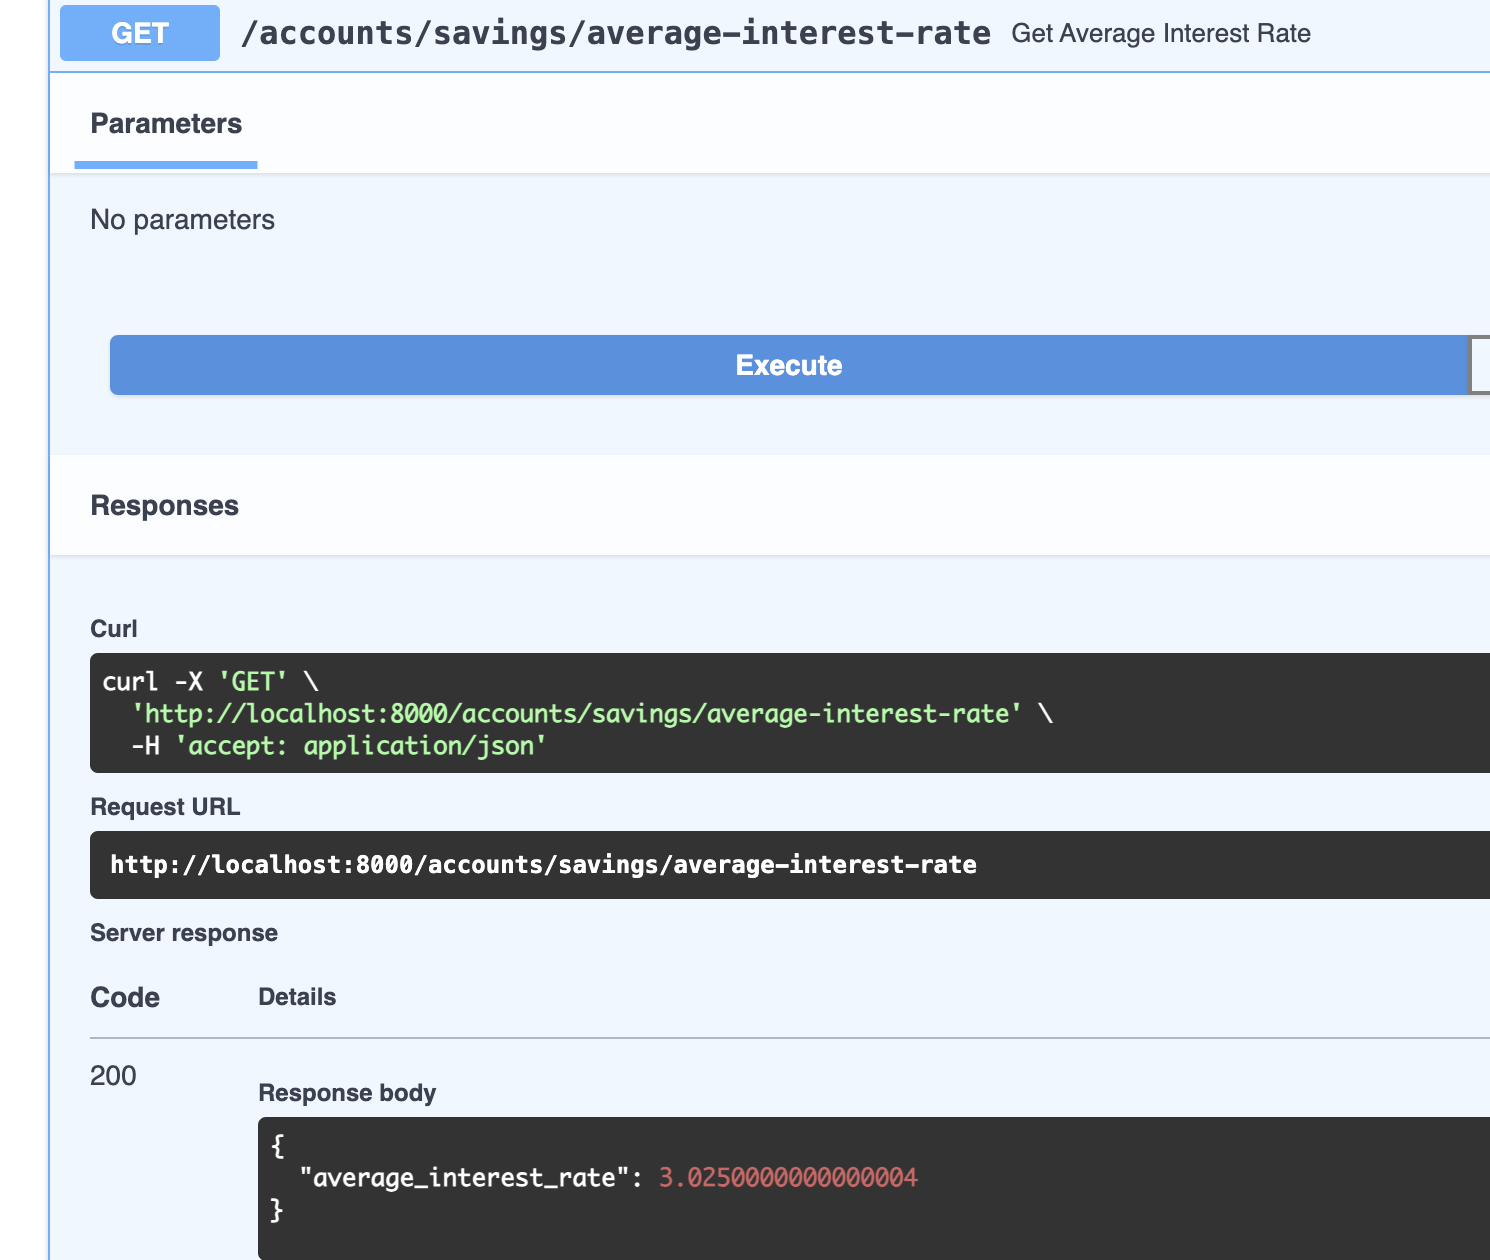 GET /accounts/savings/average-interest-rate Get Average Interest Rate
Parameters
No parameters
Execute
Responses
Curl
curl -X 'GET' \
'http://localhost:8000/accounts/savings/average-interest-rate' \
-H 'accept: application/json'
Request URL
http://localhost:8000/accounts/savings/average-interest-rate
Server response
Code Details
200
Response body
{
"average_interest_rate": 3.0250000000000004
}